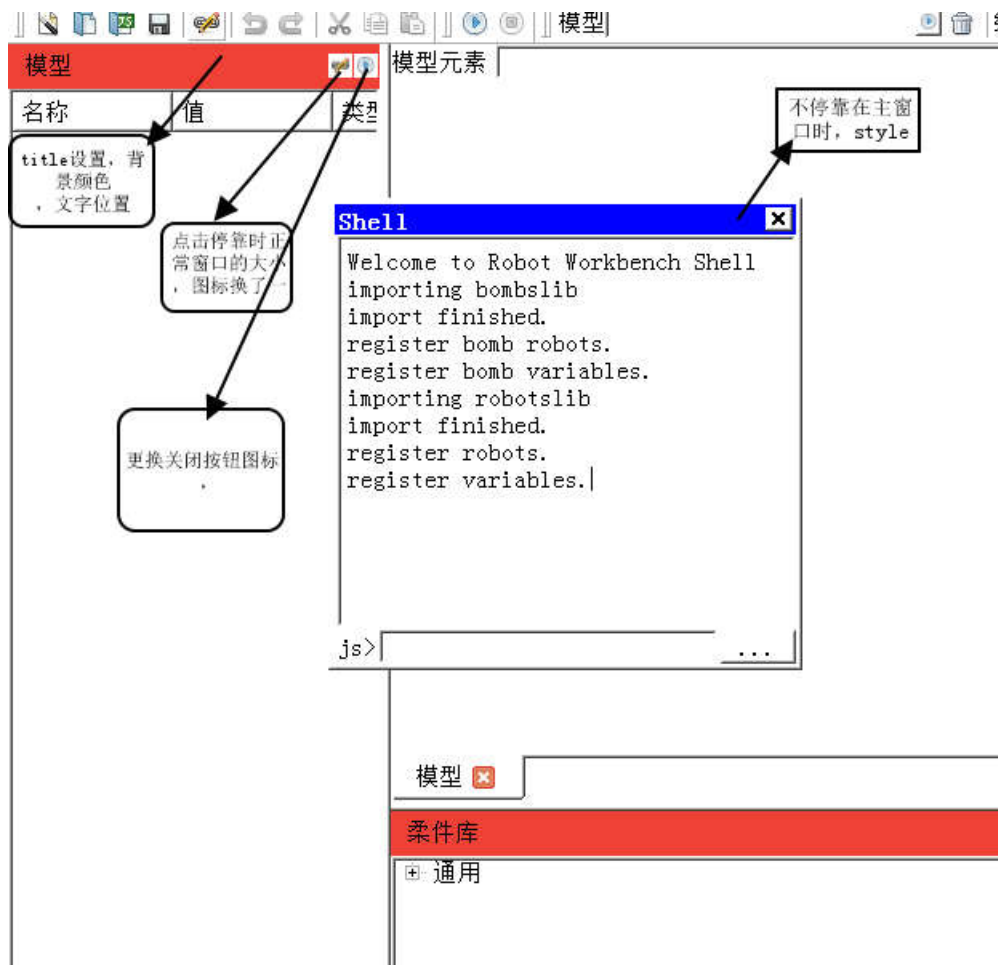 模型
模型
模型元素
名称
值
类型
title设置，背
景颜色
，文字位置
点击停靠时正
常窗口的大小
，图标换了一
更换关闭按钮图标
，
不停靠在主窗
口时，style
Shell
Welcome to Robot Workbench Shell
importing bombslib
import finished.
register bomb robots.
register bomb variables.
importing robotslib
import finished.
register robots.
register variables.
js>
...
模型
柔件库
通用